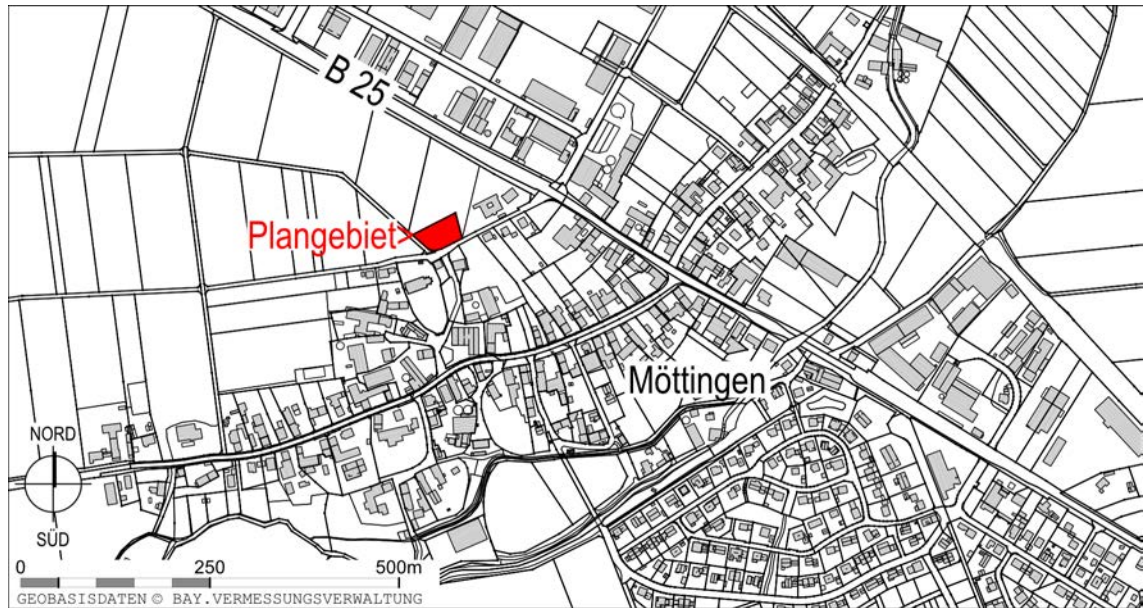 B 25
Plangebiet>
Möttingen
NORD
SÜD
0 250 500m
GEOBASISDATEN © BAY.VERMESSUNGSVERWALTUNG